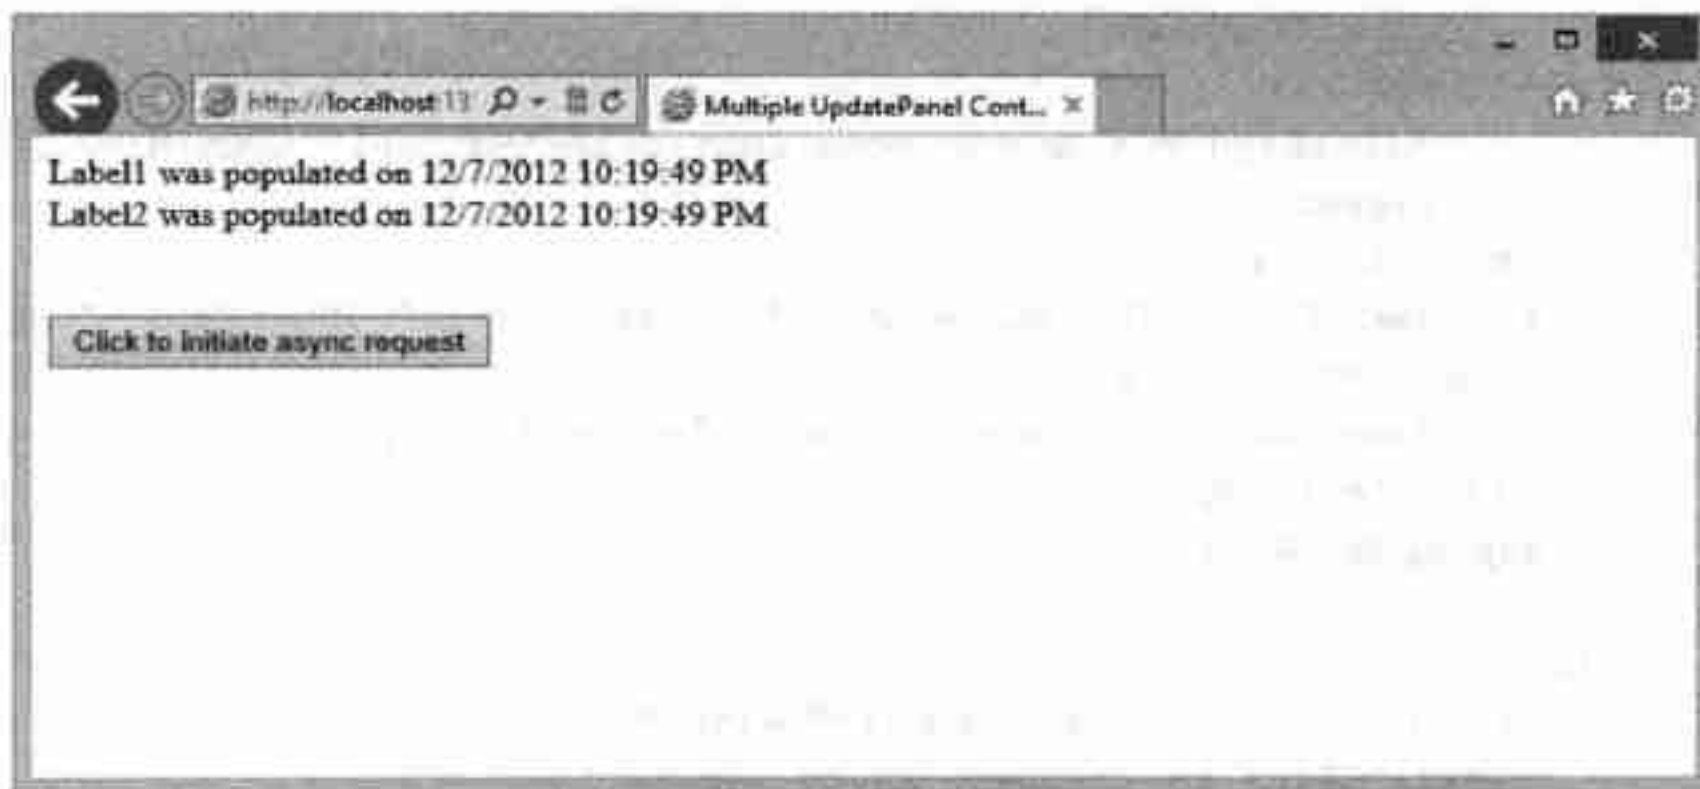 http://localhost:13
Multiple UpdatePanel Cont...
Label1 was populated on 12/7/2012 10:19:49 PM
Label2 was populated on 12/7/2012 10:19:49 PM
Click to initiate async request